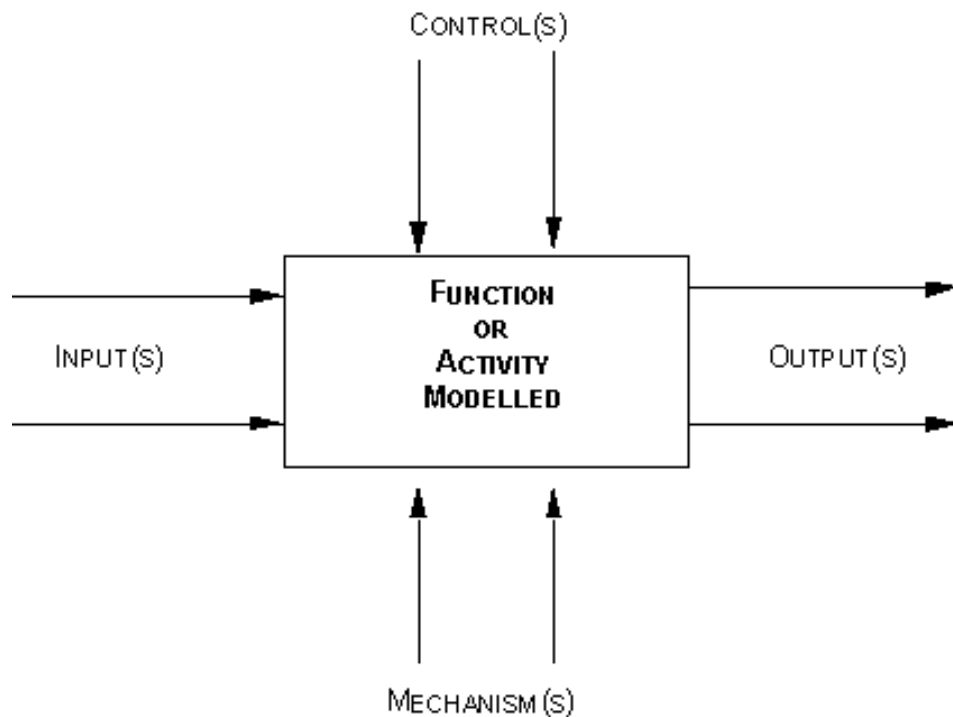 CONTROL(S)
FUNCTION
OR
ACTIVITY
MODELLED
INPUT(S)
OUTPUT(S)
MECHANISM(S)